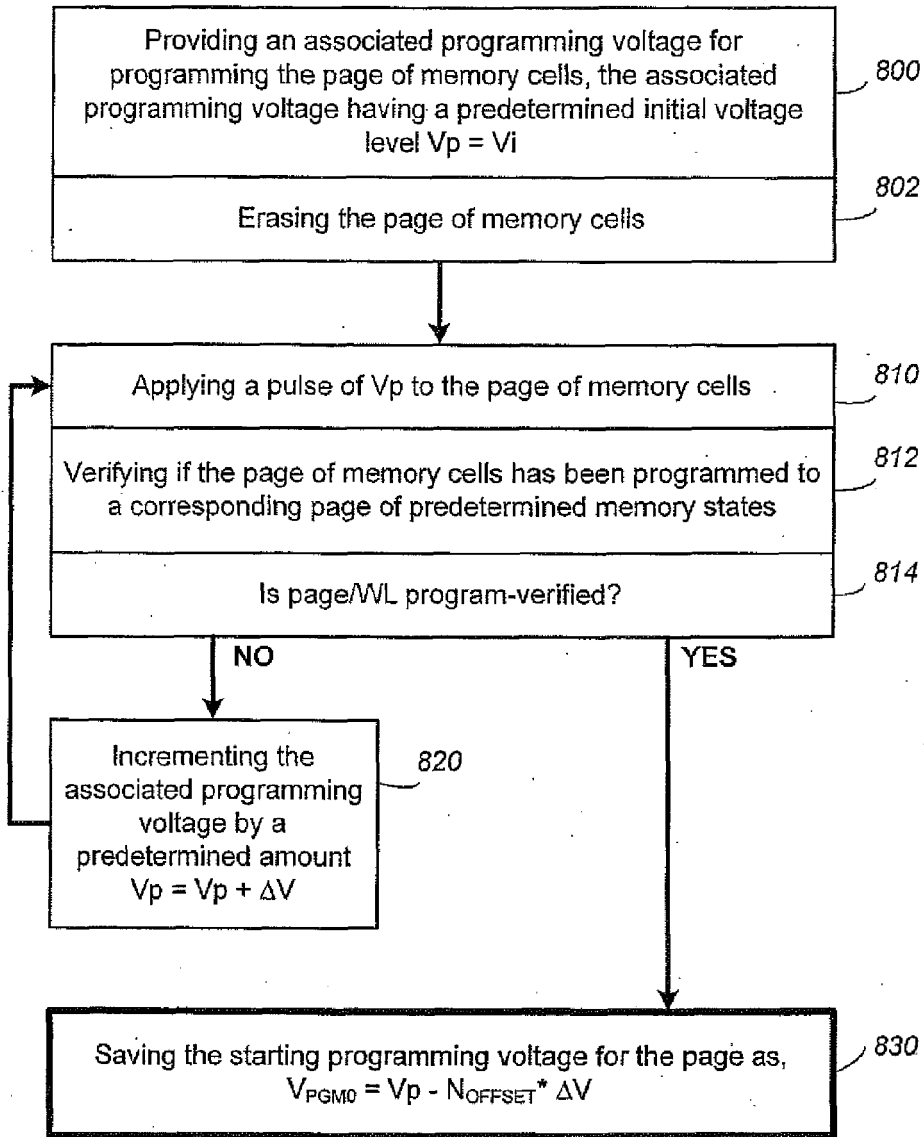 Providing an associated programming voltage for
programming the page of memory cells, the associated
programming voltage having a predetermined initial voltage
level Vp = Vi
800
802
Erasing the page of memory cells
Applying a pulse of Vp to the page of memory cells
810
Verifying if the page of memory cells has been programmed to
a corresponding page of predetermined memory states
812
814
Is page/WL program-verified?
NO
YES
Incrementing the
associated programming
voltage by a
predetermined amount
Vp = Vp + ΔV
820
Saving the starting programming voltage for the page as,
V_PGM0 = Vp - N_OFFSET* ΔV
830